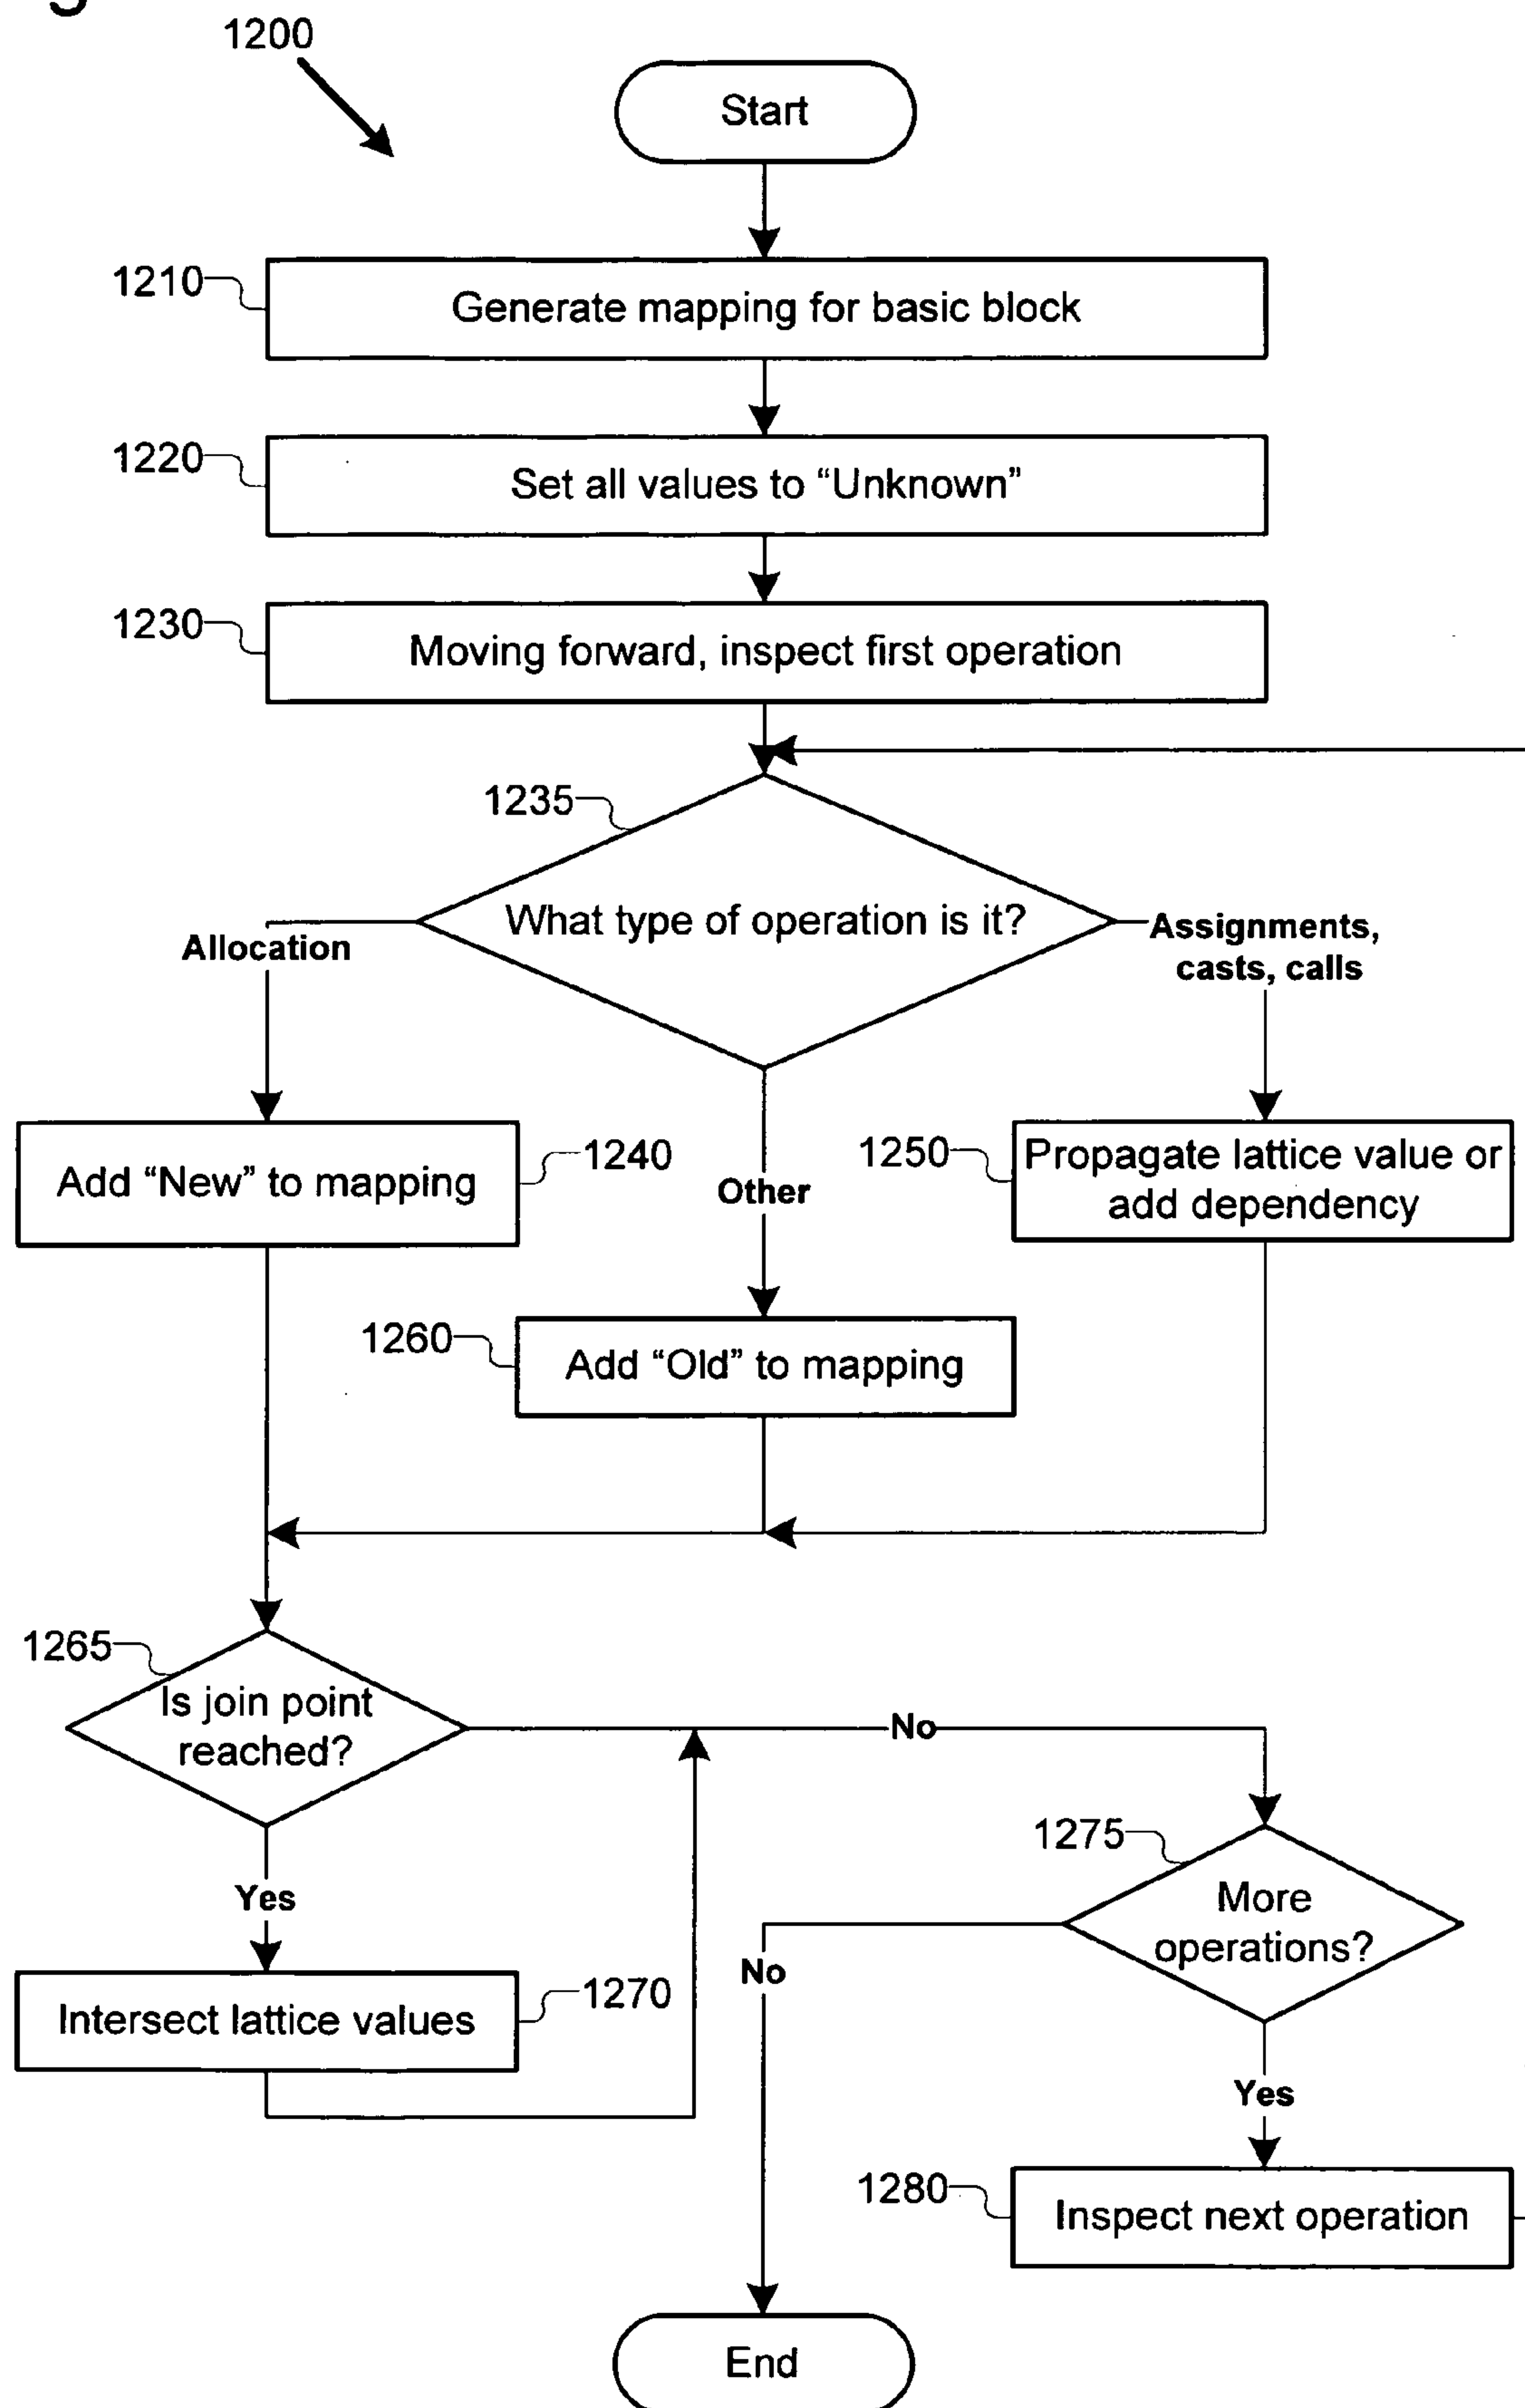 1200
Start
1210
Generate mapping for basic block
1220
Set all values to “Unknown”
1230
Moving forward, inspect first operation
1235
What type of operation is it?
Allocation
Assignments,
casts, calls
Add “New” to mapping
1240
Other
1250
Propagate lattice value or
add dependency
1260
Add “Old” to mapping
1265
Is join point
reached?
No
Yes
1275
More
operations?
Intersect lattice values
1270
No
Yes
1280
Inspect next operation
End